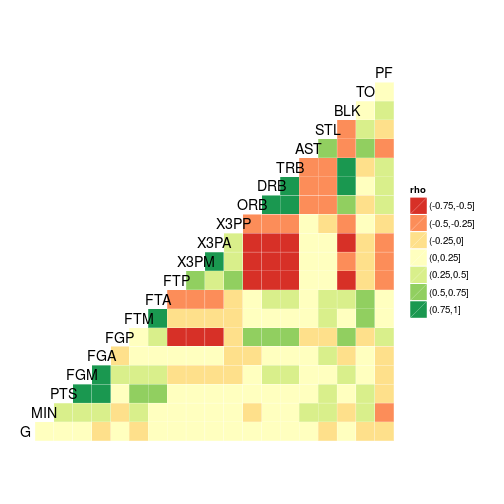 PF
TO
BLK
STL
AST
TRB
DRB
ORB
X3PP
X3PA
X3PM
FTP
FTA
FTM
FGP
FGA
FGM
PTS
MIN
G
rho
(-0.75,-0.5]
(-0.5,-0.25]
(-0.25,0]
(0,0.25]
(0.25,0.5]
(0.5,0.75]
(0.75,1]